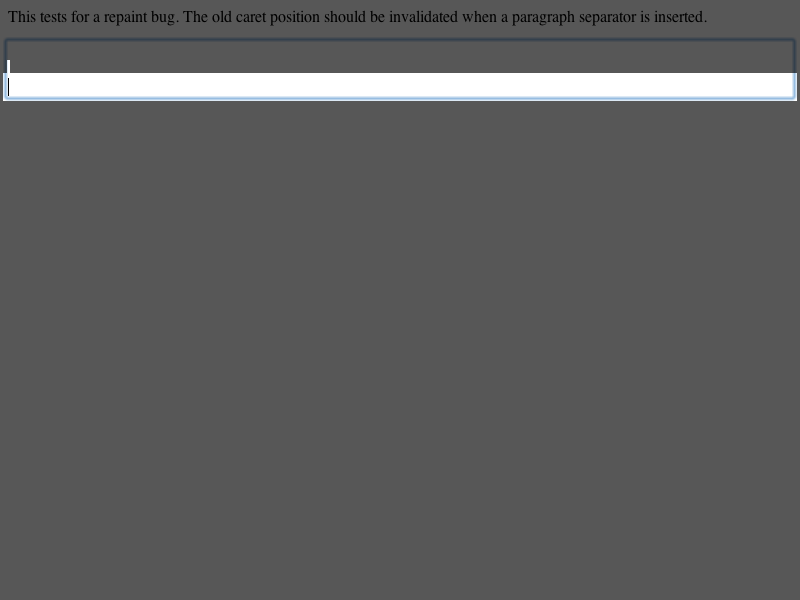 This tests for a repaint bug. The old caret position should be invalidated when a paragraph separator is inserted.